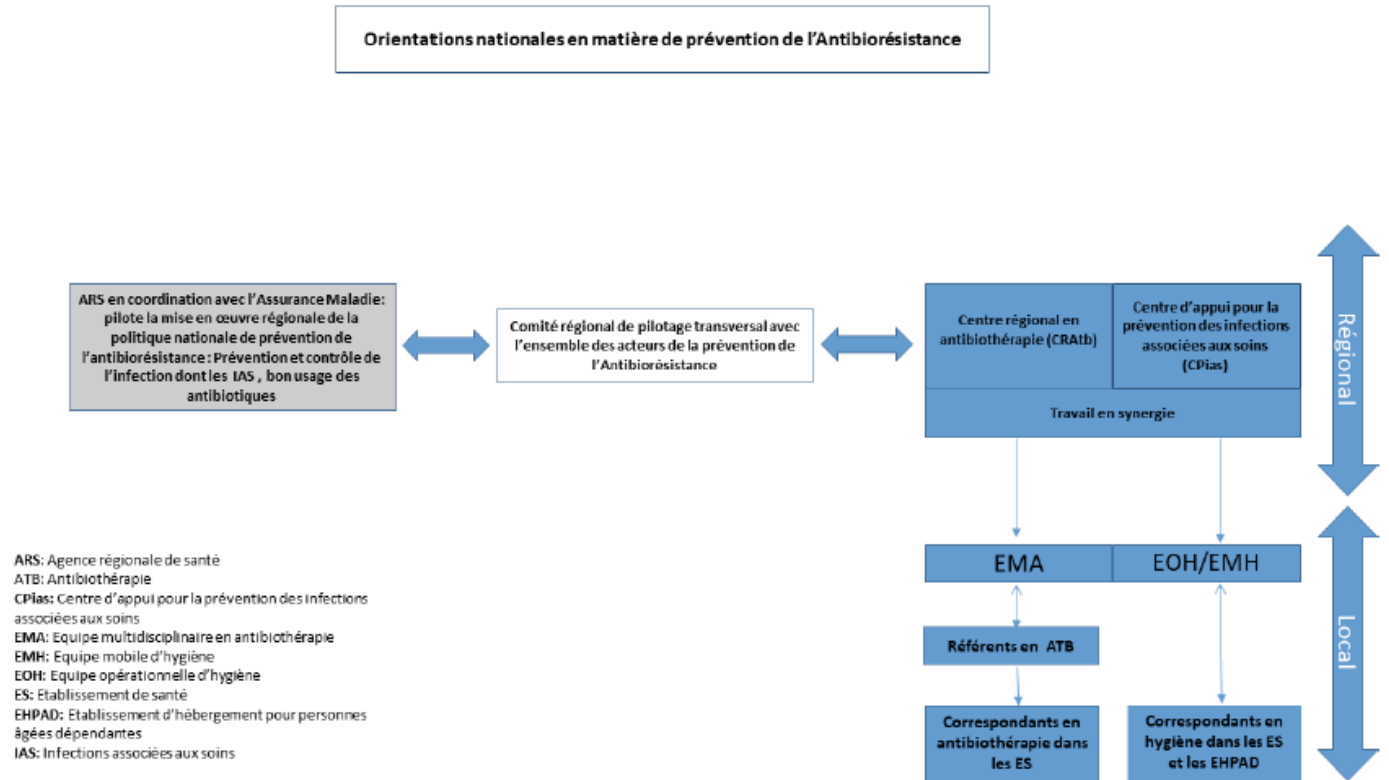 Orientations nationales en matière de prévention de l'Antibiorésistance
ARS en coordination avec l'Assurance Maladie:
pilote la mise en œuvre régionale de la
politique nationale de prévention de
l'antibiorésistance: Prévention et contrôle de
l'infection dont les IAS , bon usage des
antibiotiques
Comité régional de pilotage transversal avec
l'ensemble des acteurs de la prévention de
l'Antibiorésistance
Centre régional en
antibiothérapie (CRAtb)
Centre d'appui pour la
prévention des infections
associées aux soins
(CPias)
Travail en synergie
Régional
EMA
EOH/EMH
Référents en ATB
Correspondants en
antibiothérapie dans
les ES
Correspondants en
hygiène dans les ES
et les EHPAD
Local
ARS: Agence régionale de santé
ATB: Antibiothérapie
CPias: Centre d'appui pour la prévention des infections
associées aux soins
EMA: Equipe multidisciplinaire en antibiothérapie
EMH: Equipe mobile d'hygiène
EOH: Equipe opérationnelle d'hygiène
ES: Etablissement de santé
EHPAD: Etablissement d'hébergement pour personnes
âgées dépendantes
IAS: Infections associées aux soins